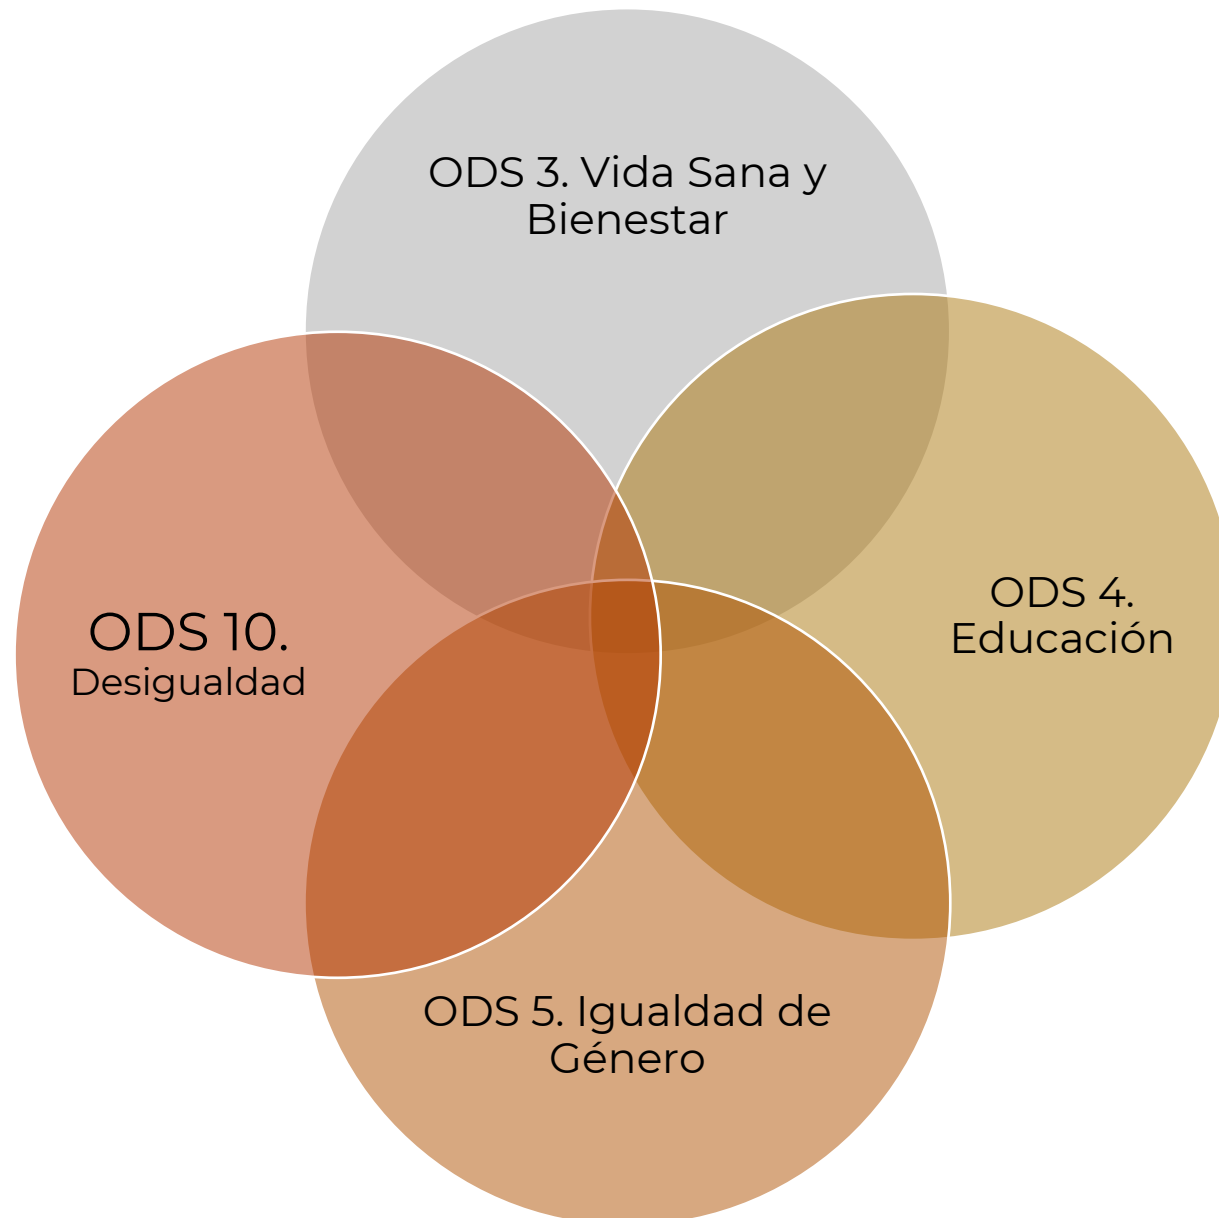 ODS 3. Vida Sana y
Bienestar
ODS 4.
Educación
ODS 10.
Desigualdad
ODS 5. Igualdad de
Género